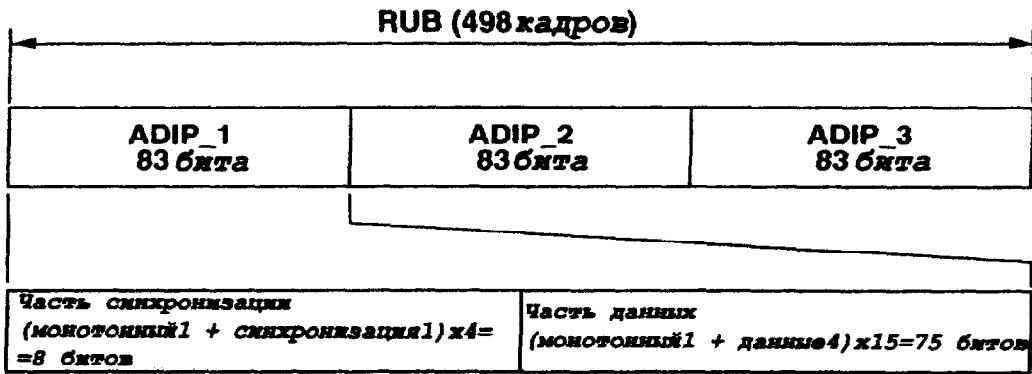 RUB (498 кадров)
ADIP_1
83 бита
ADIP_2
83 бита
ADIP_3
83 бита
Часть синхронизации
(монотонный1 + синхронизация1)x4=
=8 битов
Часть данных
(монотонный1 + данные4)x15=75 битов